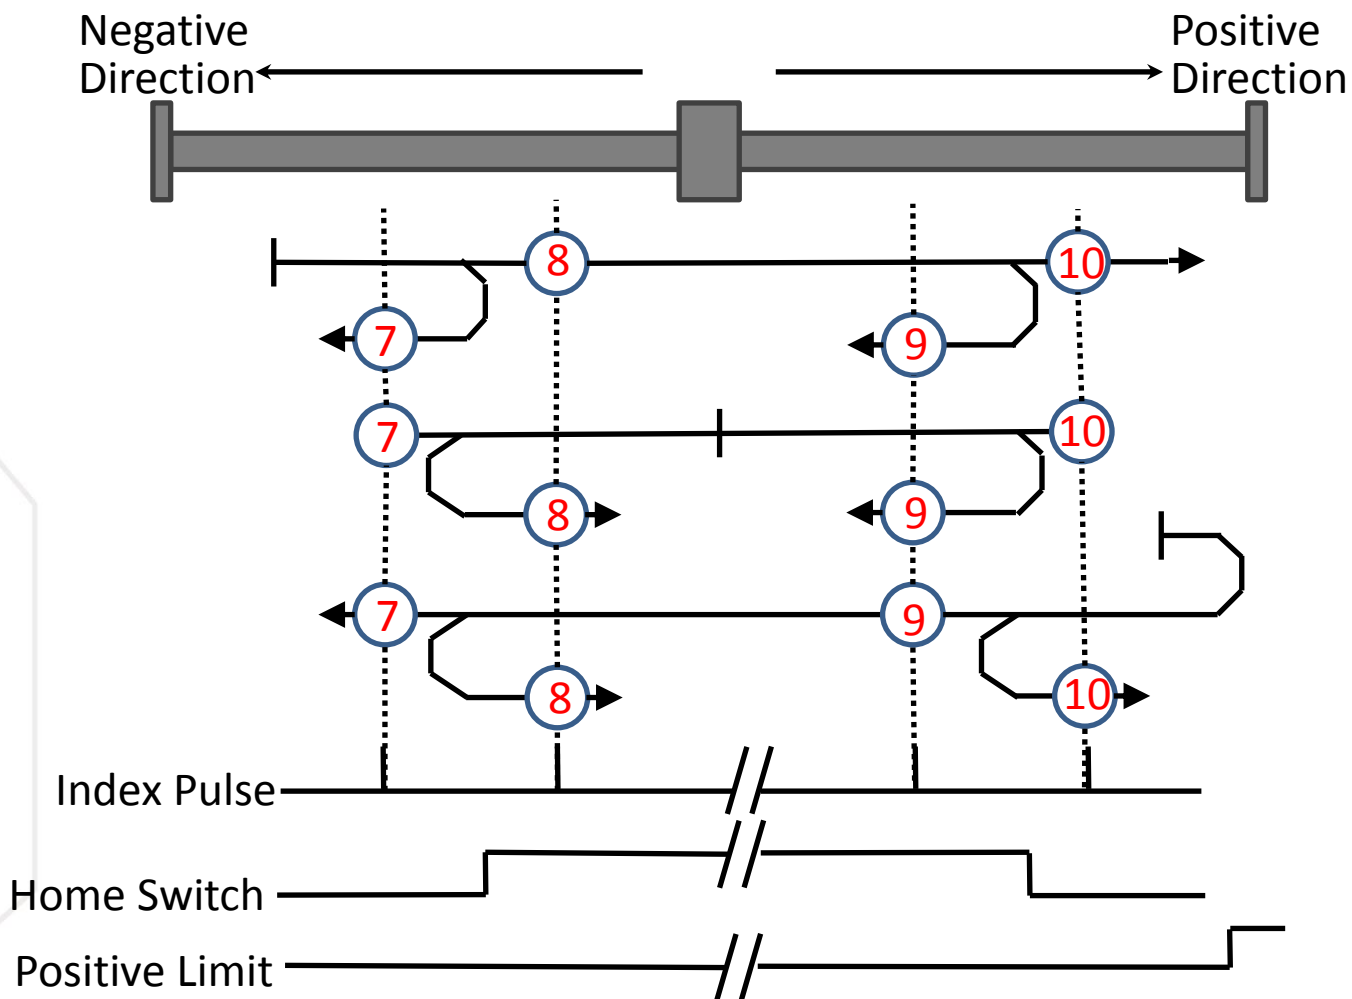 Negative
Direction
Positive
Direction
8
10
7
9
7
10
8
9
7
9
8
10
Index Pulse
Home Switch
Positive Limit